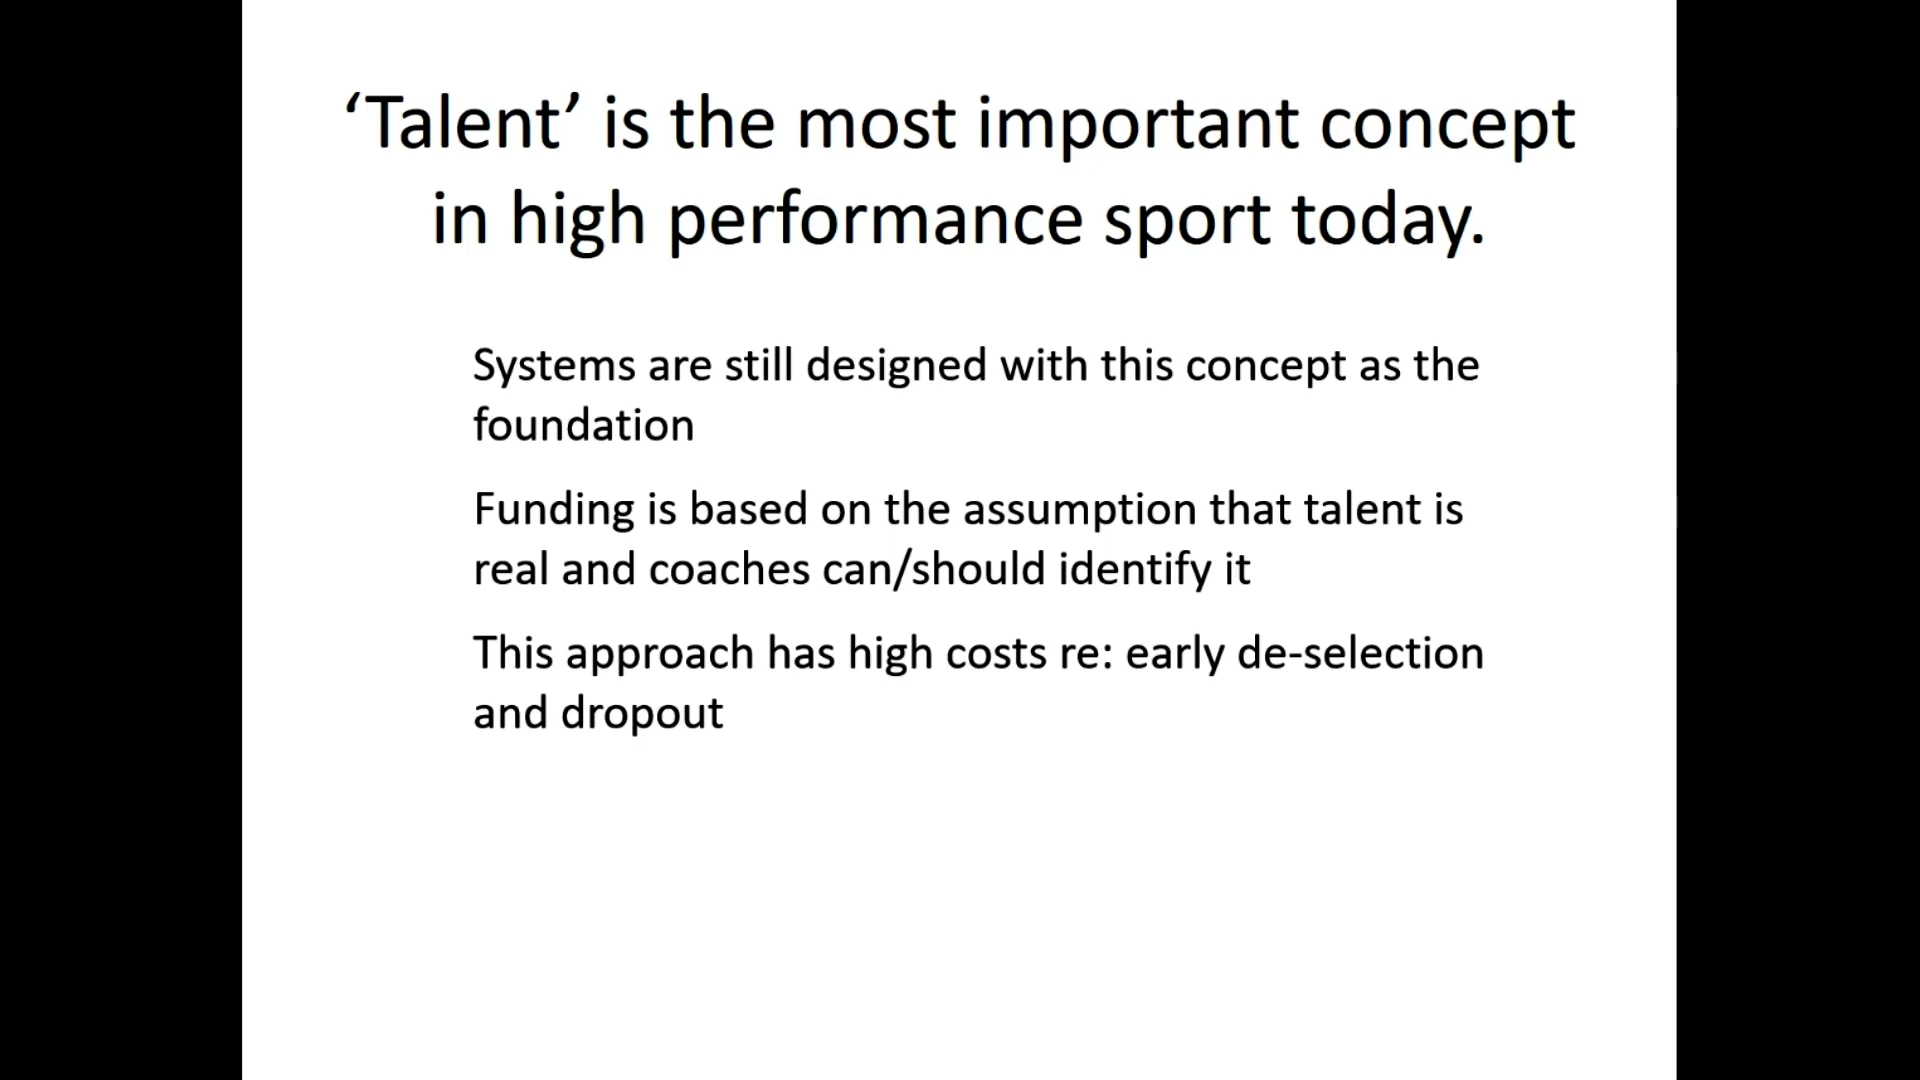 ‘Talent’ is the most important concept
in high performance sport today.
Systems are still designed with this concept as the
foundation
Funding is based on the assumption that talent is
real and coaches can/should identify it
This approach has high costs re: early de-selection
and dropout